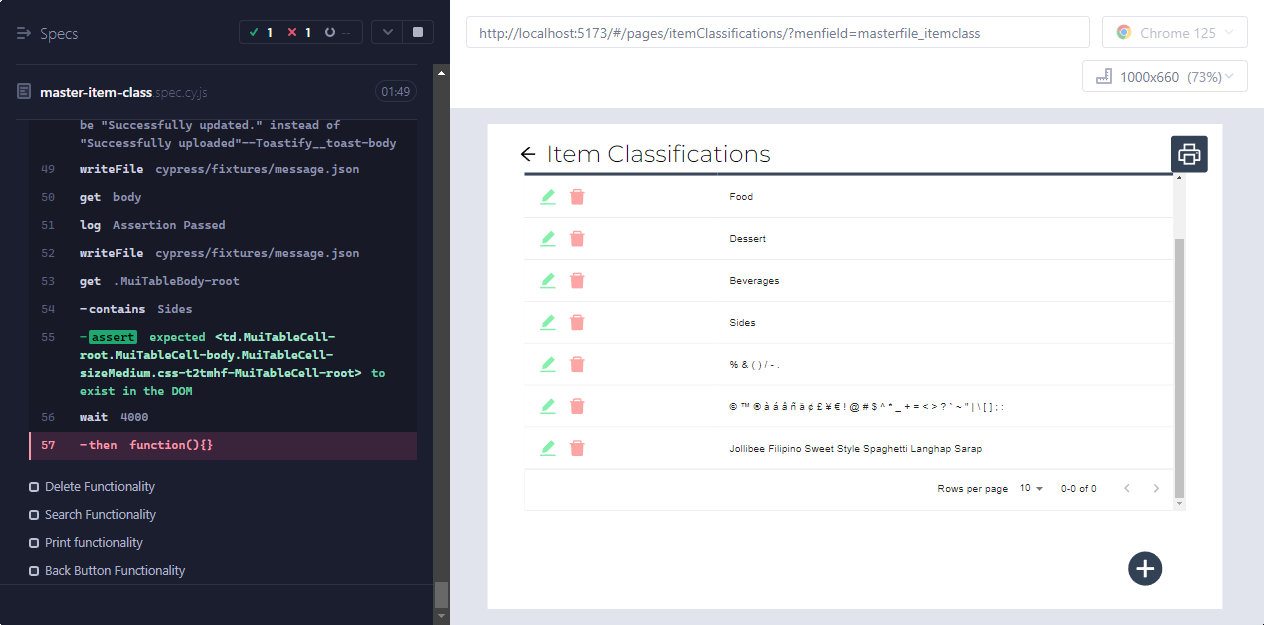 Specs
1
1
--
master-item-class.spec.cy.js
01:49
be "Successfully updated." instead of
"Successfully uploaded"--Toastify__toast-body
49 writeFile cypress/fixtures/message.json
50 get body
51 log Assertion Passed
52 writeFile cypress/fixtures/message.json
53 get .MuiTableBody-root
54 -contains Sides
55 -assert expected <td.MuiTableCell-
root.MuiTableCell-body.MuiTableCell-
sizeMedium.css-t2tmhf-MuiTableCell-root> to
exist in the DOM
56 wait 4000
57 -then function(){}
Delete Functionality
Search Functionality
Print functionality
Back Button Functionality
http://localhost:5173/#/pages/itemClassifications/?menfield=masterfile_itemclass
Chrome 125
1000x660 (73%)
Item Classifications
Food
Dessert
Beverages
Sides
% & ( ) / - .
© ™ ® à á â ñ ä ¢ £ ¥ € ! @ # $ ^ * _ + = < > ? ` ~ " | \ [ ] ; :
Jollibee Filipino Sweet Style Spaghetti Langhap Sarap
Rows per page 10 0-0 of 0